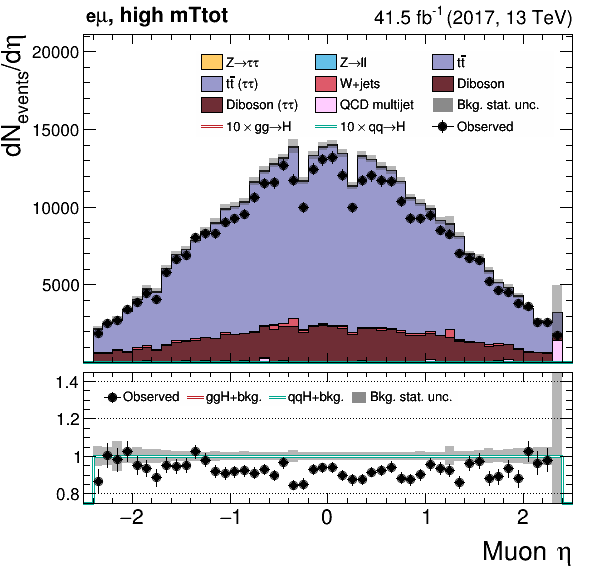 eμ, high mTtot 41.5 fb⁻¹ (2017, 13 TeV)
dN_events/dη
20000
15000
10000
5000
Z→ττ Z→ll tt̄
tt̄ (ττ) W+jets Diboson
Diboson (ττ) QCD multijet Bkg. stat. unc.
10 × gg→H 10 × qq→H Observed
1.4
1.2
1
0.8
Observed ggH+bkg. qqH+bkg. Bkg. stat. unc.
−2 −1 0 1 2
Muon η